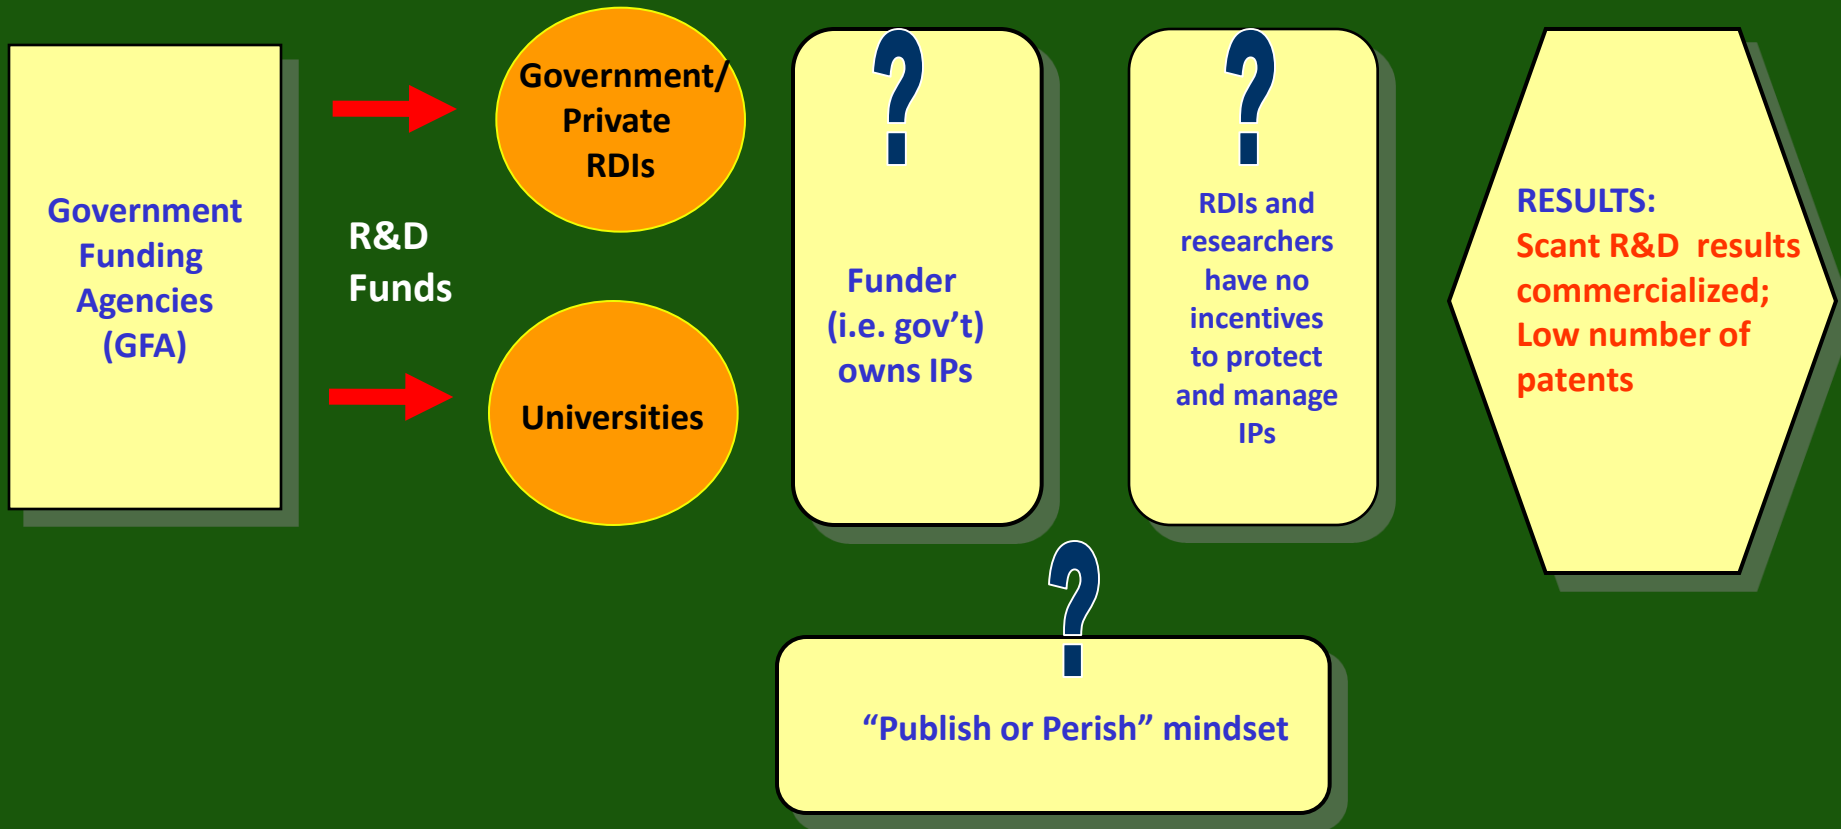 Government
Funding
Agencies
(GFA)
R&D
Funds
Government/
Private
RDIs
Universities
?
Funder
(i.e. gov’t)
owns IPs
?
RDIs and
researchers
have no
incentives
to protect
and manage
IPs
RESULTS:
Scant R&D results
commercialized;
Low number of
patents
?
“Publish or Perish” mindset